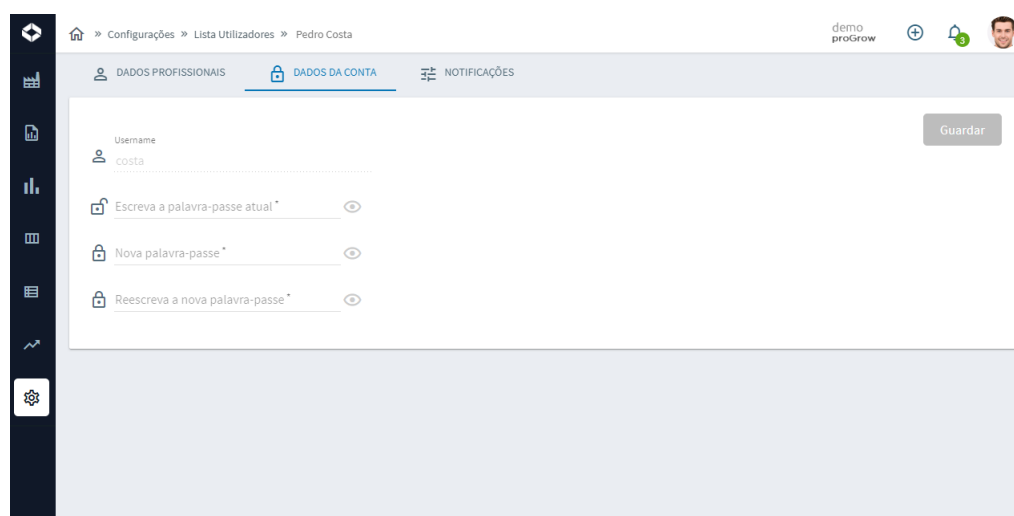 Configurações » Lista Utilizadores » Pedro Costa
demo
proGrow
3
DADOS PROFISSIONAIS
DADOS DA CONTA
NOTIFICAÇÕES
Guardar
Username
costa
Escreva a palavra-passe atual *
Nova palavra-passe *
Reescreva a nova palavra-passe *